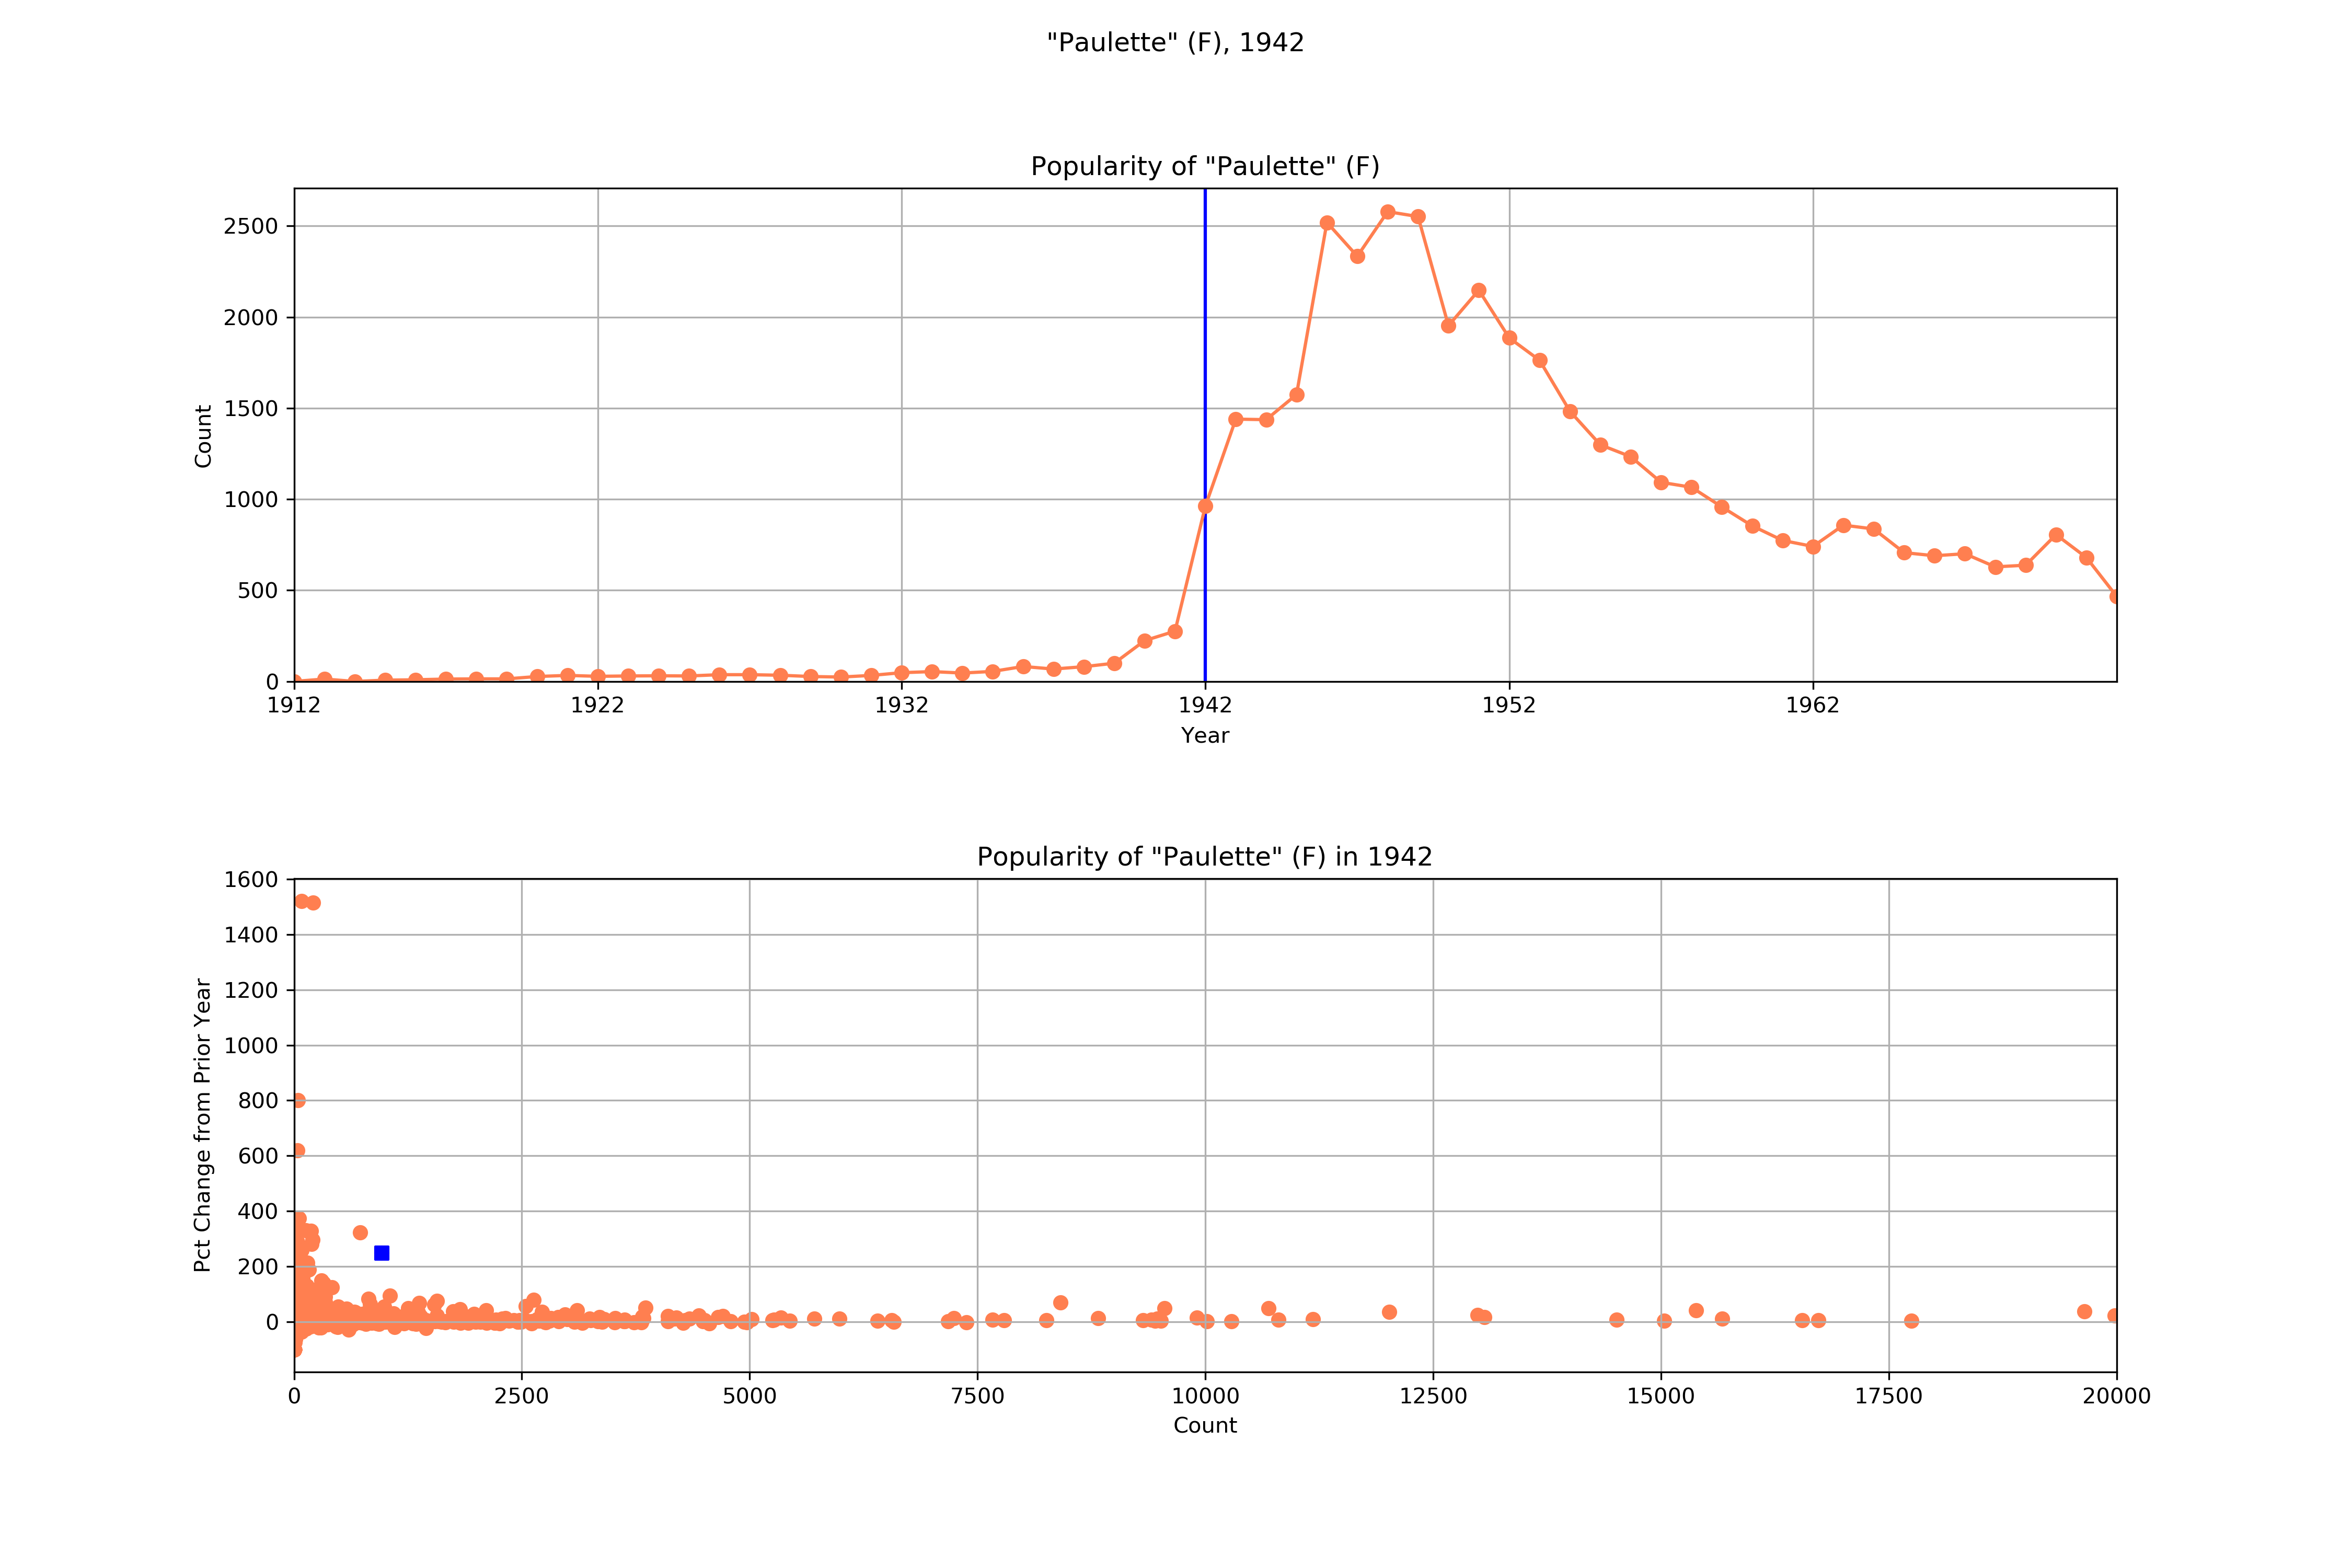 "Paulette" (F), 1942
Popularity of "Paulette" (F)
2500
2000
1500
1000
500
0
Count
1912 1922 1932 1942 1952 1962
Year
Popularity of "Paulette" (F) in 1942
1600
1400
1200
1000
800
600
400
200
0
Pct Change from Prior Year
0 2500 5000 7500 10000 12500 15000 17500 20000
Count